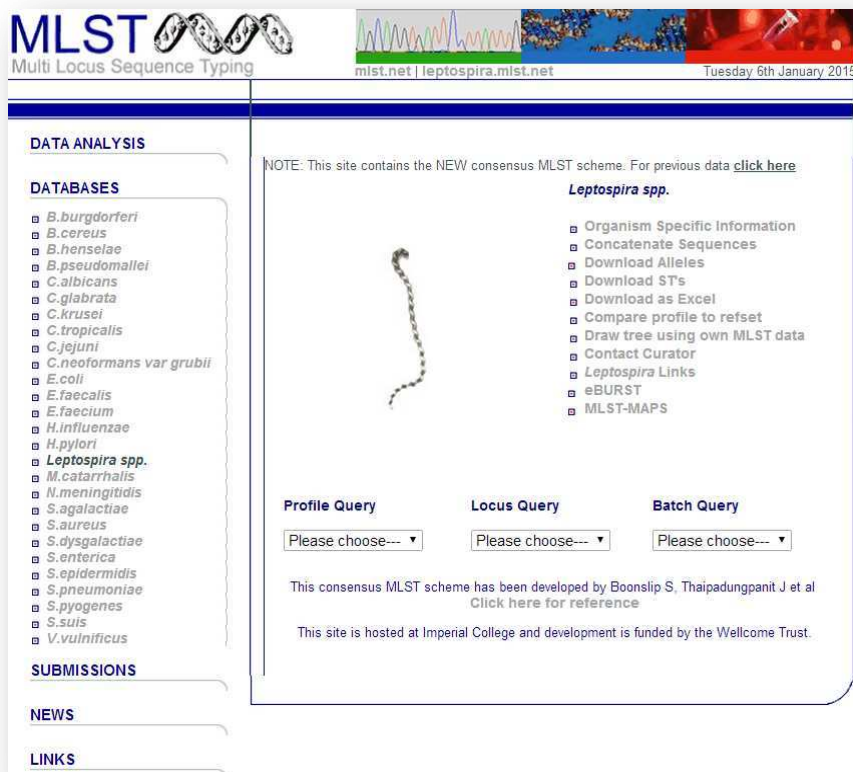 MLST
Multi Locus Sequence Typing
mlst.net | leptospira.mlst.net
Tuesday 6th January 2015
DATA ANALYSIS
DATABASES
B.burgdorferi
B.cereus
B.henselae
B.pseudomallei
C.albicans
C.glabrata
C.krusei
C.tropicalis
C.jejuni
C.neoformans var grubii
E.coli
E.faecalis
E.faecium
H.influenzae
H.pylori
Leptospira spp.
M.catarrhalis
N.meningitidis
S.agalactiae
S.aureus
S.dysgalactiae
S.enterica
S.epidermidis
S.pneumoniae
S.pyogenes
S.suis
V.vulnificus
SUBMISSIONS
NEWS
LINKS
NOTE: This site contains the NEW consensus MLST scheme. For previous data click here
Leptospira spp.
Organism Specific Information
Concatenate Sequences
Download Alleles
Download ST's
Download as Excel
Compare profile to refset
Draw tree using own MLST data
Contact Curator
Leptospira Links
eBURST
MLST-MAPS
Profile Query
Please choose---
Locus Query
Please choose---
Batch Query
Please choose---
This consensus MLST scheme has been developed by Boonslip S, Thaipadungpanit J et al
Click here for reference
This site is hosted at Imperial College and development is funded by the Wellcome Trust.